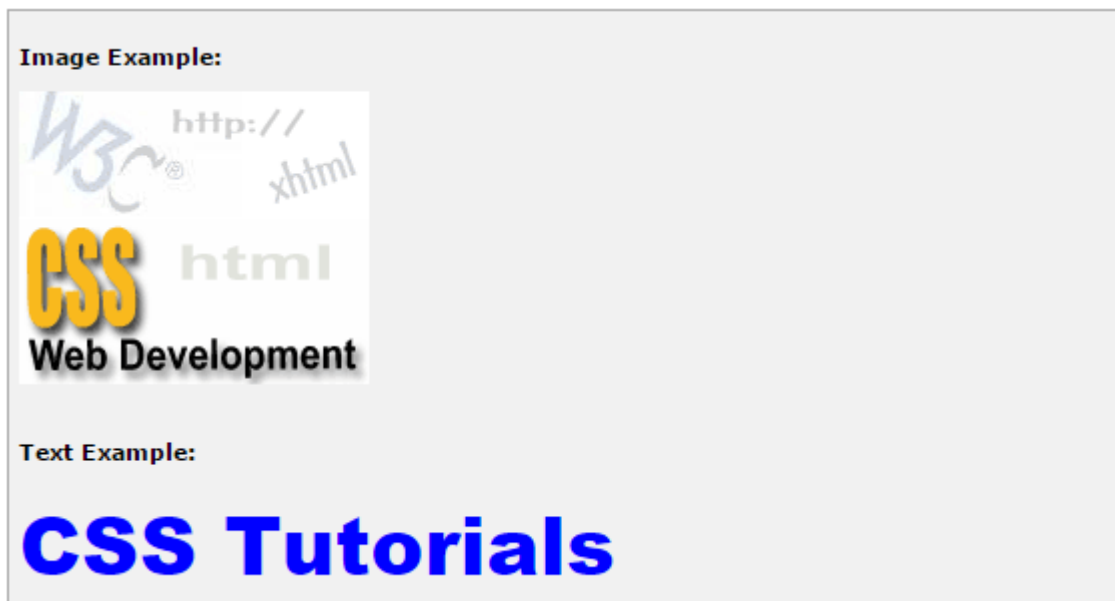 Image Example:
W3C®
http://
xhtml
CSS
html
Web Development
Text Example:
CSS Tutorials